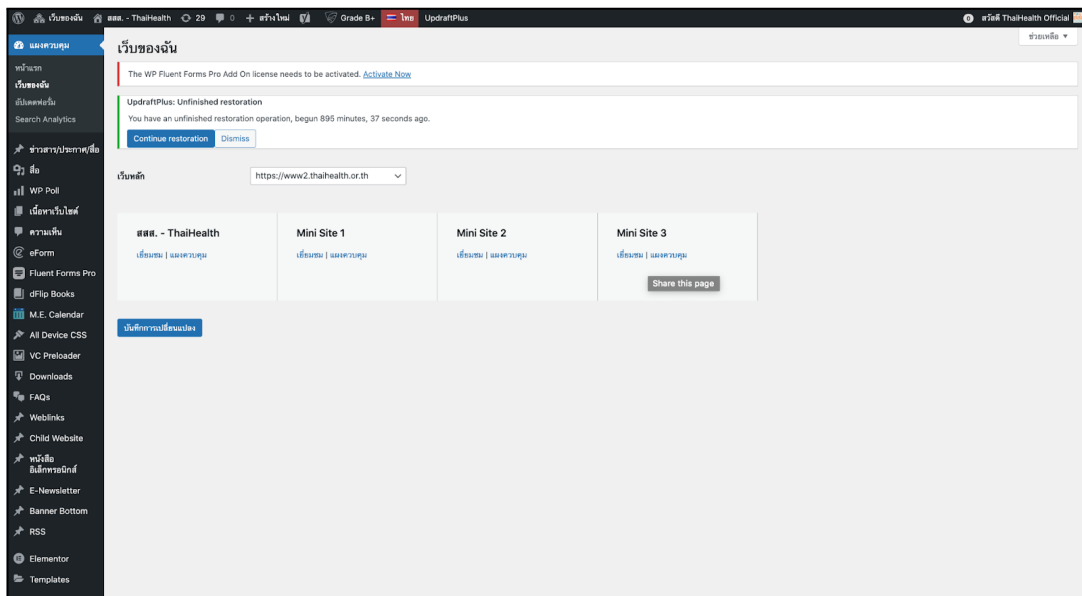 เว็บของฉัน สสส. - ThaiHealth 29 0 + สร้างใหม่ Grade B+ ไทย UpdraftPlus 0 สวัสดี ThaiHealth Official
แผงควบคุม
หน้าแรก
เว็บของฉัน
อัปเดตฟอรั่ม
Search Analytics
ข่าวสาร/ประกาศ/สื่อ
สื่อ
WP Poll
เนื้อหาเว็บไซต์
ความเห็น
eForm
Fluent Forms Pro
dFlip Books
M.E. Calendar
All Device CSS
VC Preloader
Downloads
FAQs
Weblinks
Child Website
หนังสือ
อิเล็กทรอนิกส์
E-Newsletter
Banner Bottom
RSS
Elementor
Templates
ช่วยเหลือ
เว็บของฉัน
The WP Fluent Forms Pro Add On license needs to be activated. Activate Now
UpdraftPlus: Unfinished restoration
You have an unfinished restoration operation, begun 895 minutes, 37 seconds ago.
Continue restoration Dismiss
เว็บหลัก https://www2.thaihealth.or.th
สสส. - ThaiHealth Mini Site 1 Mini Site 2 Mini Site 3
เยี่ยมชม | แผงควบคุม เยี่ยมชม | แผงควบคุม เยี่ยมชม | แผงควบคุม เยี่ยมชม | แผงควบคุม
Share this page
บันทึกการเปลี่ยนแปลง